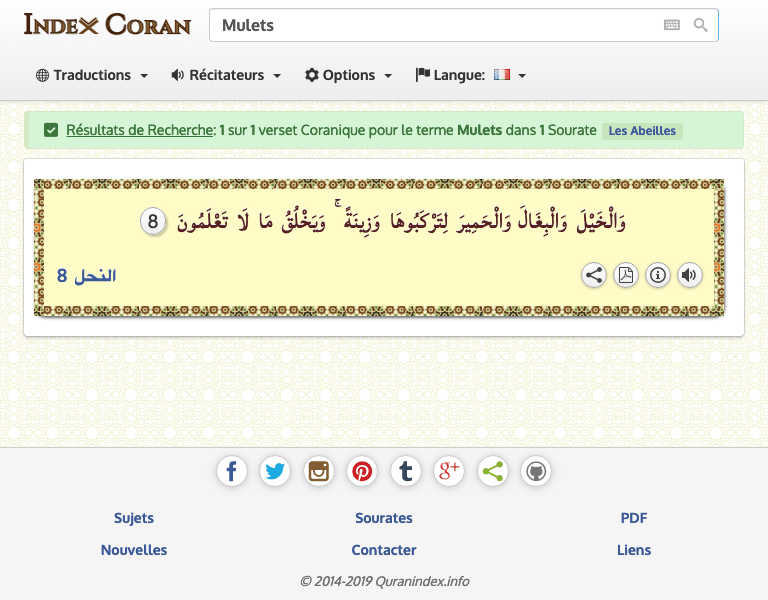 Index Coran
Mulets
Traductions Récitateurs Options Langue:
Résultats de Recherche: 1 sur 1 verset Coranique pour le terme Mulets dans 1 Sourate Les Abeilles
وَالْخَيْلَ وَالْبِغَالَ وَالْحَمِيرَ لِتَرْكَبُوهَا وَزِينَةً ۚ وَيَخْلُقُ مَا لَا تَعْلَمُونَ 8
النحل 8
Sujets Sourates PDF
Nouvelles Contacter Liens
© 2014-2019 Quranindex.info